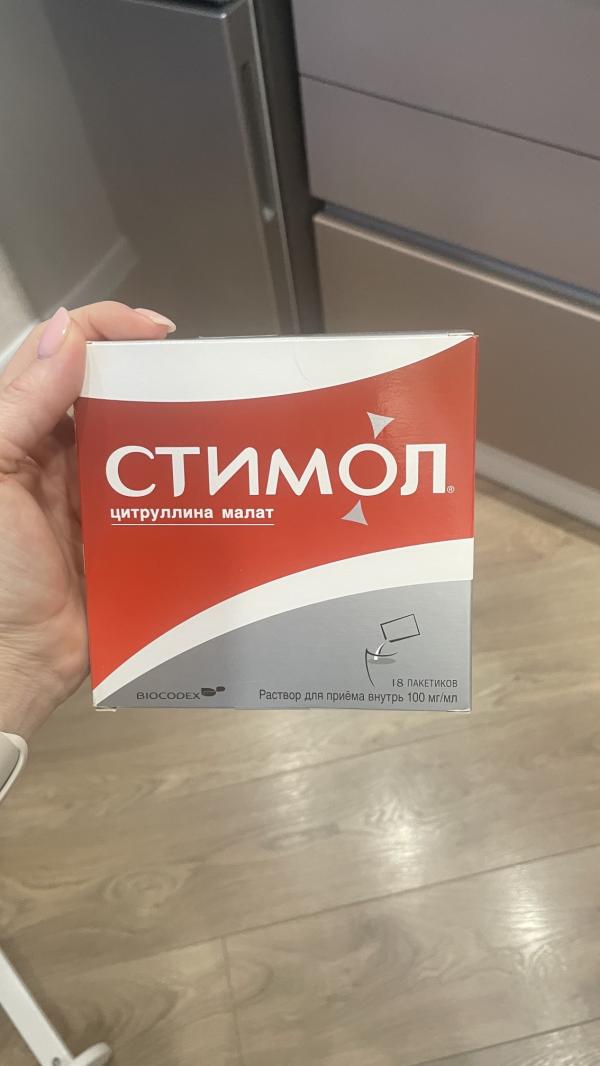 СТИМОЛ®
цитруллина малат
18 ПАКЕТИКОВ
BIOCODEX
Раствор для приёма внутрь 100 мг/мл